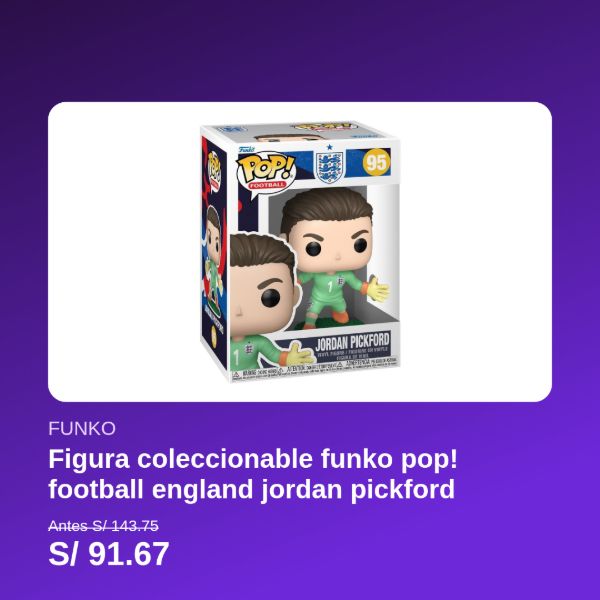 Funko
POP!
FOOTBALL
95
1
1
JORDAN PICKFORD
FUNKO
Figura coleccionable funko pop!
football england jordan pickford
Antes S/ 143.75
S/ 91.67